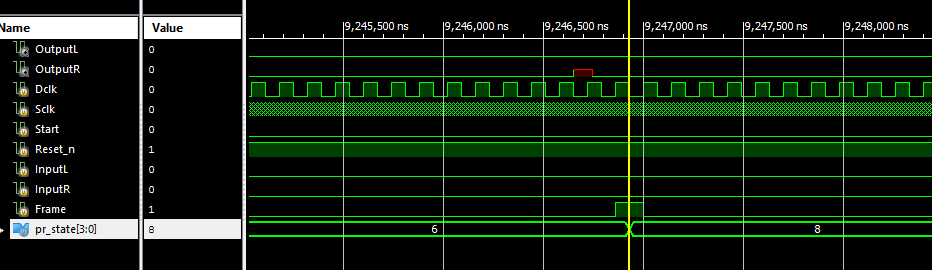 Name Value 9,245,500 ns 9,246,000 ns 9,246,500 ns 9,247,000 ns 9,247,500 ns 9,248,000 ns
OutputL 0
OutputR 0
Dclk 0
Sclk 0
Start 0
Reset_n 1
InputL 0
InputR 0
Frame 1
pr_state[3:0] 8 6 8